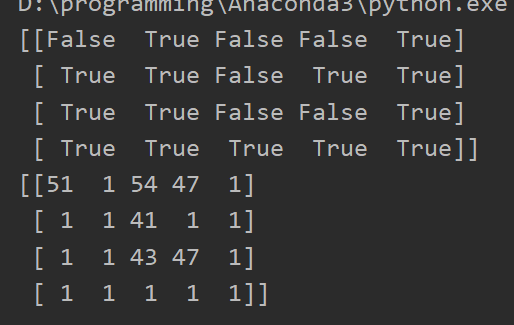 D:\programming\Anaconda3\python.exe
[[False  True False False  True]
 [ True  True False  True  True]
 [ True  True False False  True]
 [ True  True  True  True  True]]
[[51  1 54 47  1]
 [ 1  1 41  1  1]
 [ 1  1 43 47  1]
 [ 1  1  1  1  1]]